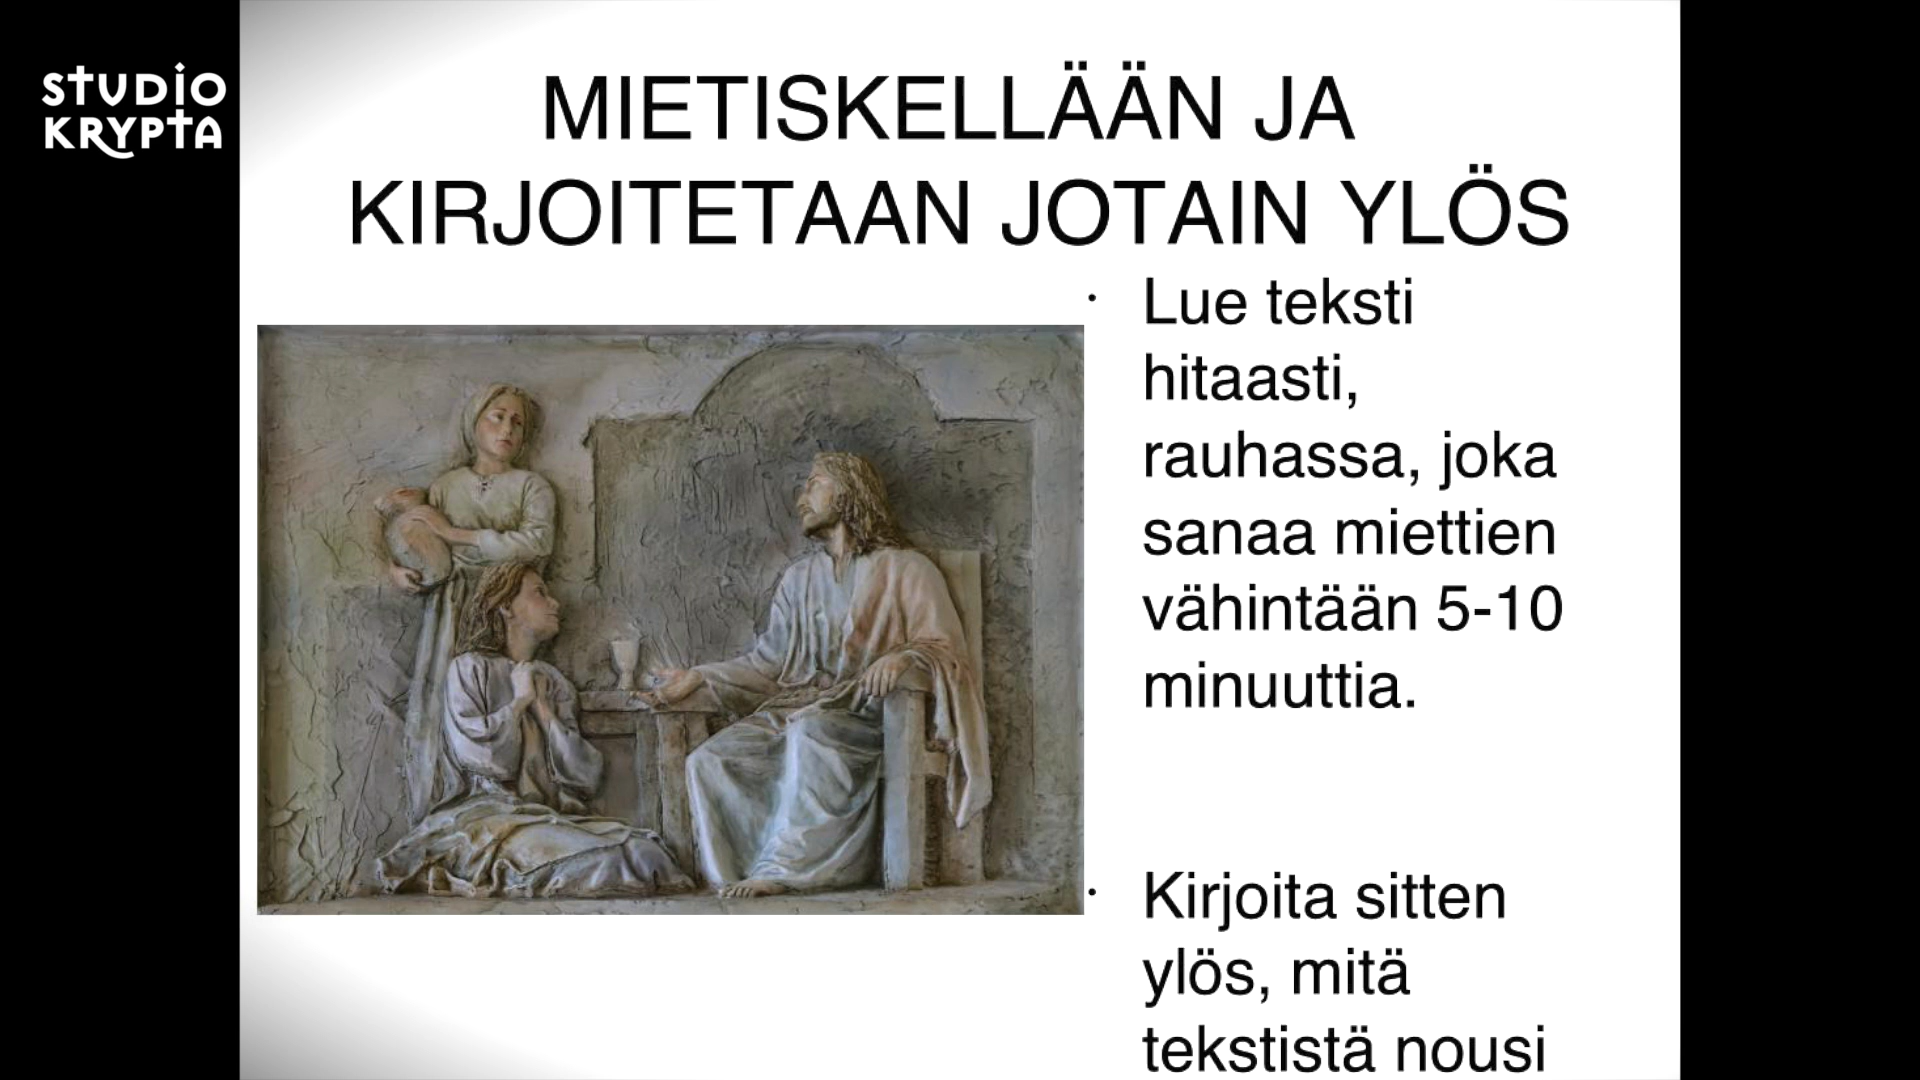 STUDIO
KRYPTA
MIETISKELLÄÄN JA
KIRJOITETAAN JOTAIN YLÖS
• Lue teksti
hitaasti,
rauhassa, joka
sanaa miettien
vähintään 5-10
minuuttia.
• Kirjoita sitten
ylös, mitä
tekstistä nousi